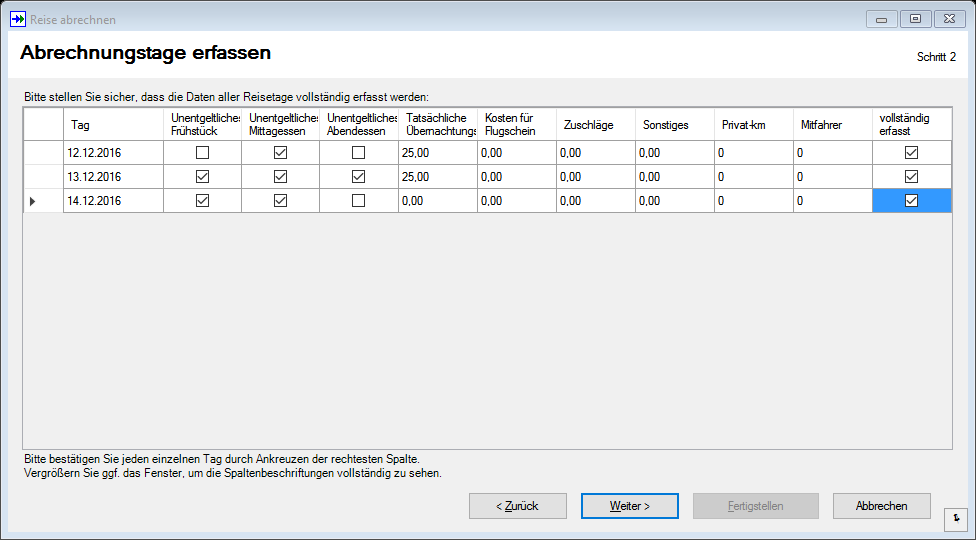 Reise abrechnen
Abrechnungstage erfassen
Schritt 2
Bitte stellen Sie sicher, dass die Daten aller Reisetage vollständig erfasst werden:
Tag Unentgeltliches Frühstück Unentgeltliches Mittagessen Unentgeltliches Abendessen Tatsächliche Übernachtungs Kosten für Flugschein Zuschläge Sonstiges Privat-km Mitfahrer vollständig erfasst
12.12.2016 25,00 0,00 0,00 0,00 0 0
13.12.2016 25,00 0,00 0,00 0,00 0 0
14.12.2016 0,00 0,00 0,00 0,00 0 0
Bitte bestätigen Sie jeden einzelnen Tag durch Ankreuzen der rechtesten Spalte.
Vergrößern Sie ggf. das Fenster, um die Spaltenbeschriftungen vollständig zu sehen.
< Zurück Weiter > Fertigstellen Abbrechen